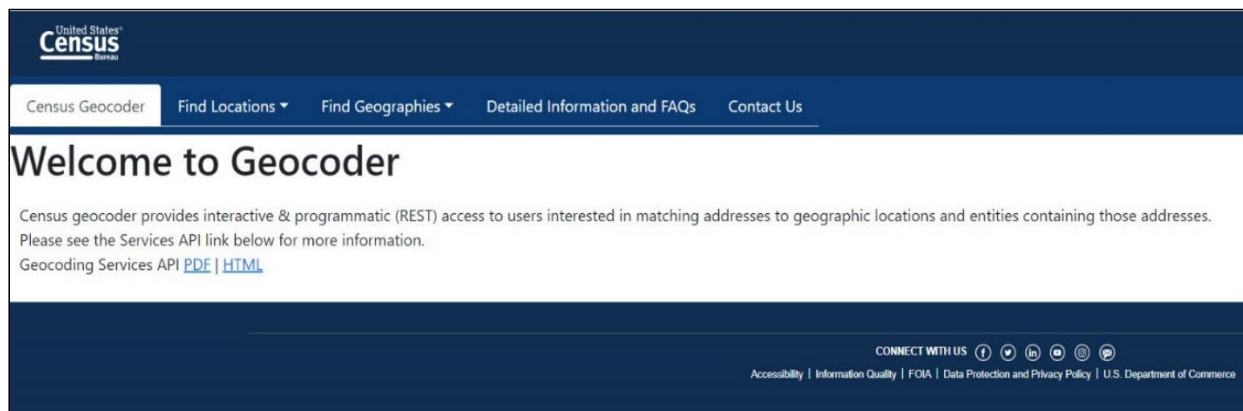 United States®
Census
Bureau
Census Geocoder Find Locations Find Geographies Detailed Information and FAQs Contact Us
Welcome to Geocoder
Census geocoder provides interactive & programmatic (REST) access to users interested in matching addresses to geographic locations and entities containing those addresses.
Please see the Services API link below for more information.
Geocoding Services API PDF | HTML
CONNECT WITH US
Accessibility | Information Quality | FOIA | Data Protection and Privacy Policy | U.S. Department of Commerce